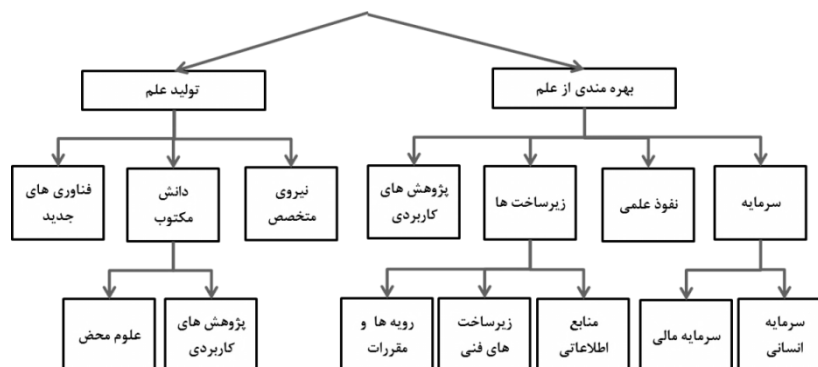 بهره مندی از علم
تولید علم
سرمایه
نفوذ علمی
زیرساخت ها
پژوهش های
کاربردی
نیروی
متخصص
دانش
مکتوب
فناوری های
جدید
سرمایه
انسانی
سرمایه مالی
منابع
اطلاعاتی
زیرساخت
های فنی
رویه ها و
مقررات
پژوهش های
کاربردی
علوم محض